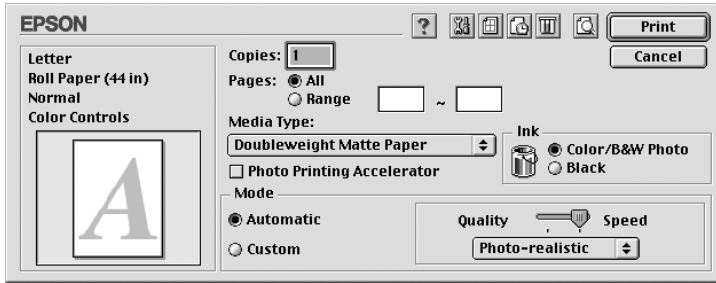 EPSON
? Print
Cancel
Letter
Roll Paper (44 in)
Normal
Color Controls
A
Copies: 1
Pages: All
Range ~
Media Type:
Doubleweight Matte Paper
Photo Printing Accelerator
Ink
Color/B&W Photo
Black
Mode
Automatic
Custom
Quality Speed
Photo-realistic